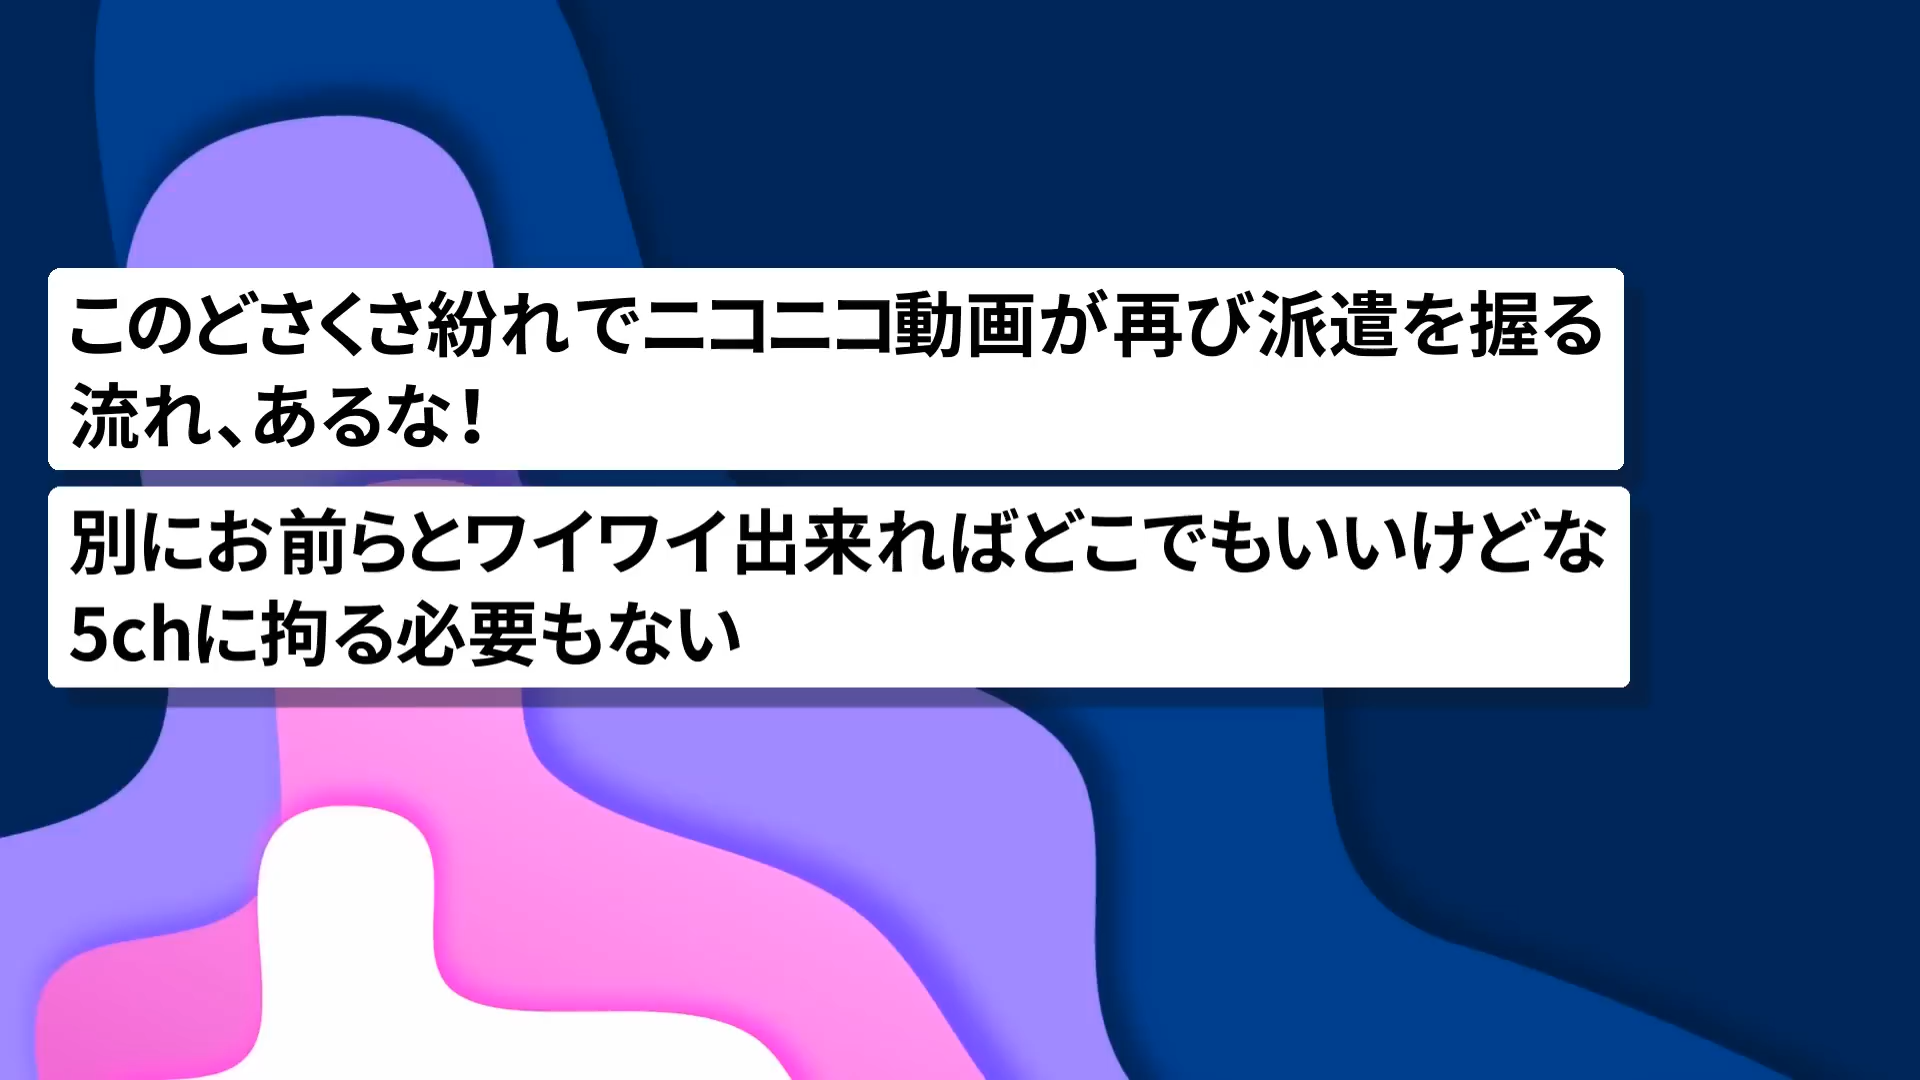 このどさくさ紛れでニコニコ動画が再び派遣を握る
流れ、あるな！
別にお前らとワイワイ出来ればどこでもいいけどな
5chに拘る必要もない